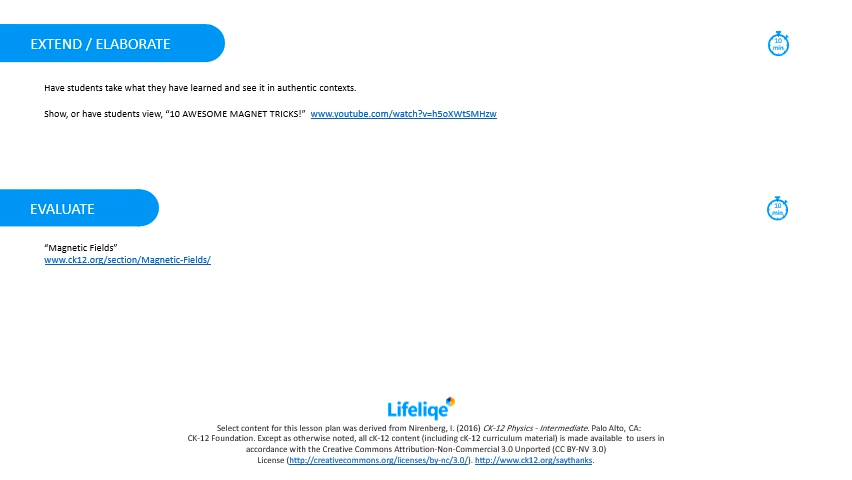 EXTEND / ELABORATE
10 min
Have students take what they have learned and see it in authentic contexts.
Show, or have students view, “10 AWESOME MAGNET TRICKS!” www.youtube.com/watch?v=h5oXWtSMHzw
EVALUATE
10 min
“Magnetic Fields”
www.ck12.org/section/Magnetic-Fields/
Lifeliqe
Select content for this lesson plan was derived from Nirenberg, I. (2016) CK-12 Physics - Intermediate. Palo Alto, CA:
CK-12 Foundation. Except as otherwise noted, all cK-12 content (including cK-12 curriculum material) is made available to users in
accordance with the Creative Commons Attribution-Non-Commercial 3.0 Unported (CC BY-NV 3.0)
License (http://creativecommons.org/licenses/by-nc/3.0/). http://www.ck12.org/saythanks.